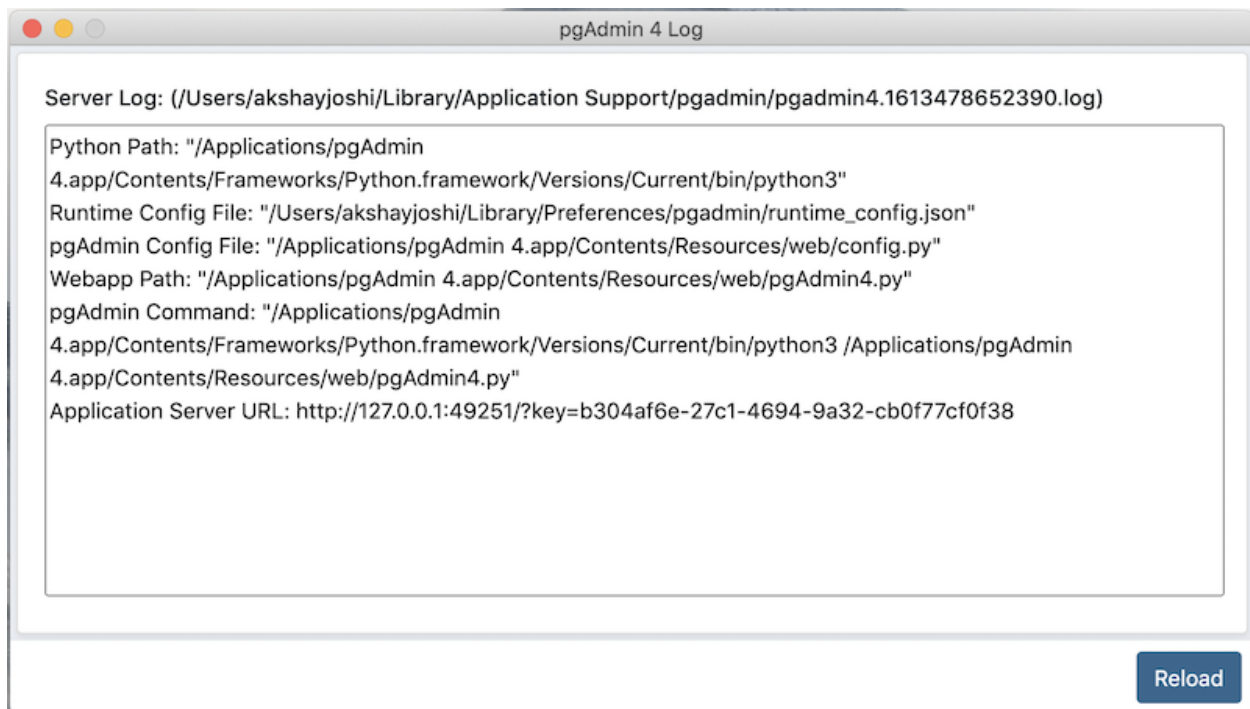 pgAdmin 4 Log
Server Log: (/Users/akshayjoshi/Library/Application Support/pgadmin/pgadmin4.1613478652390.log)
Python Path: "/Applications/pgAdmin
4.app/Contents/Frameworks/Python.framework/Versions/Current/bin/python3"
Runtime Config File: "/Users/akshayjoshi/Library/Preferences/pgadmin/runtime_config.json"
pgAdmin Config File: "/Applications/pgAdmin 4.app/Contents/Resources/web/config.py"
Webapp Path: "/Applications/pgAdmin 4.app/Contents/Resources/web/pgAdmin4.py"
pgAdmin Command: "/Applications/pgAdmin
4.app/Contents/Frameworks/Python.framework/Versions/Current/bin/python3 /Applications/pgAdmin
4.app/Contents/Resources/web/pgAdmin4.py"
Application Server URL: http://127.0.0.1:49251/?key=b304af6e-27c1-4694-9a32-cb0f77cf0f38
Reload